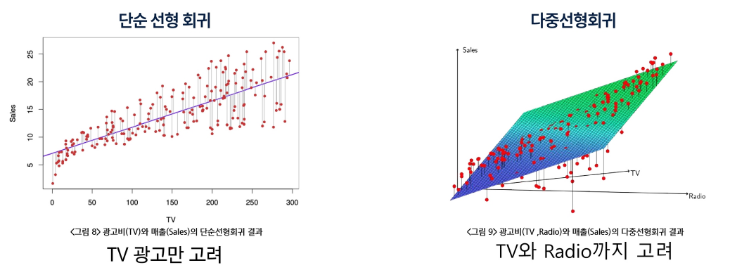 단순 선형 회귀
다중선형회귀
Sales
25
20
15
10
5
0 50 100 150 200 250 300
TV
Sales
TV
Radio
<그림 8> 광고비(TV)와 매출(Sales)의 단순선형회귀 결과
<그림 9> 광고비(TV ,Radio)와 매출(Sales)의 다중선형회귀 결과
TV 광고만 고려
TV와 Radio까지 고려